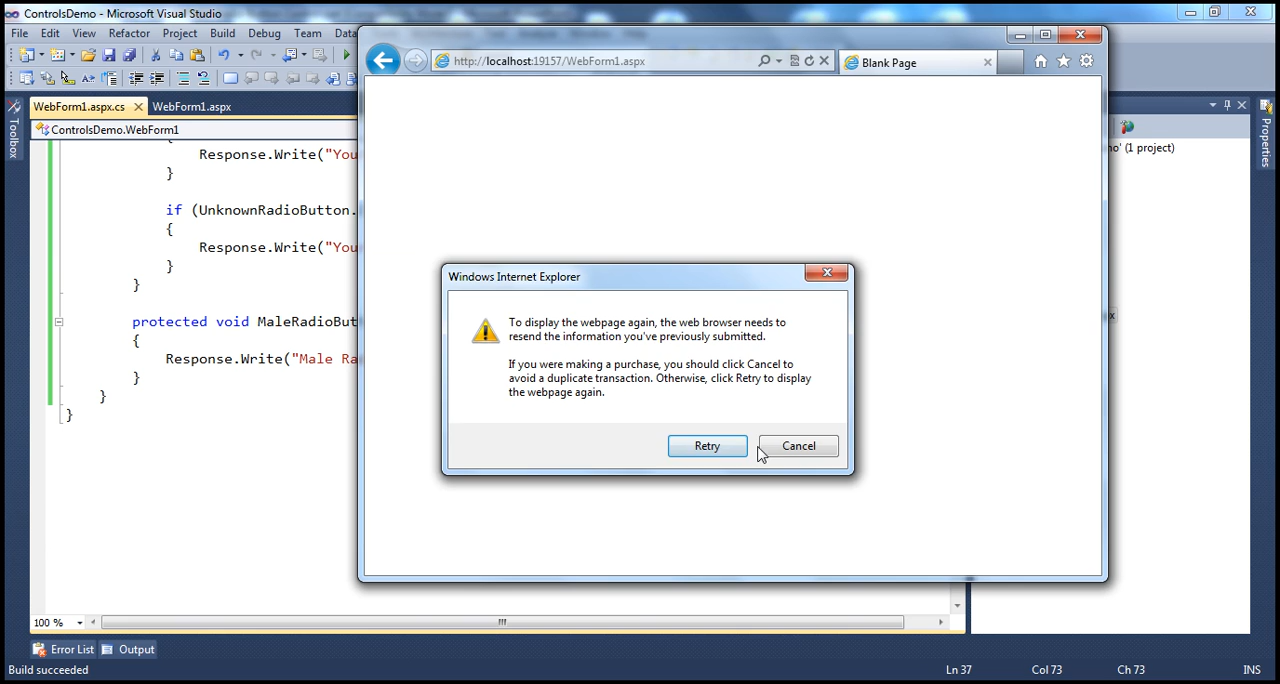 ControlsDemo - Microsoft Visual Studio
File Edit View Refactor Project Build Debug Team Data
http://localhost:19157/WebForm1.aspx
Blank Page
WebForm1.aspx.cs
WebForm1.aspx
ControlsDemo.WebForm1
Toolbox
Properties
(1 project)
{
Response.Write("You
}
if (UnknownRadioButton.
{
Response.Write("You
}
}
protected void MaleRadioBut
{
Response.Write("Male Ra
}
}
}
Windows Internet Explorer
To display the webpage again, the web browser needs to
resend the information you've previously submitted.
If you were making a purchase, you should click Cancel to
avoid a duplicate transaction. Otherwise, click Retry to display
the webpage again.
Retry
Cancel
100 %
Error List
Output
Build succeeded
Ln 37
Col 73
Ch 73
INS